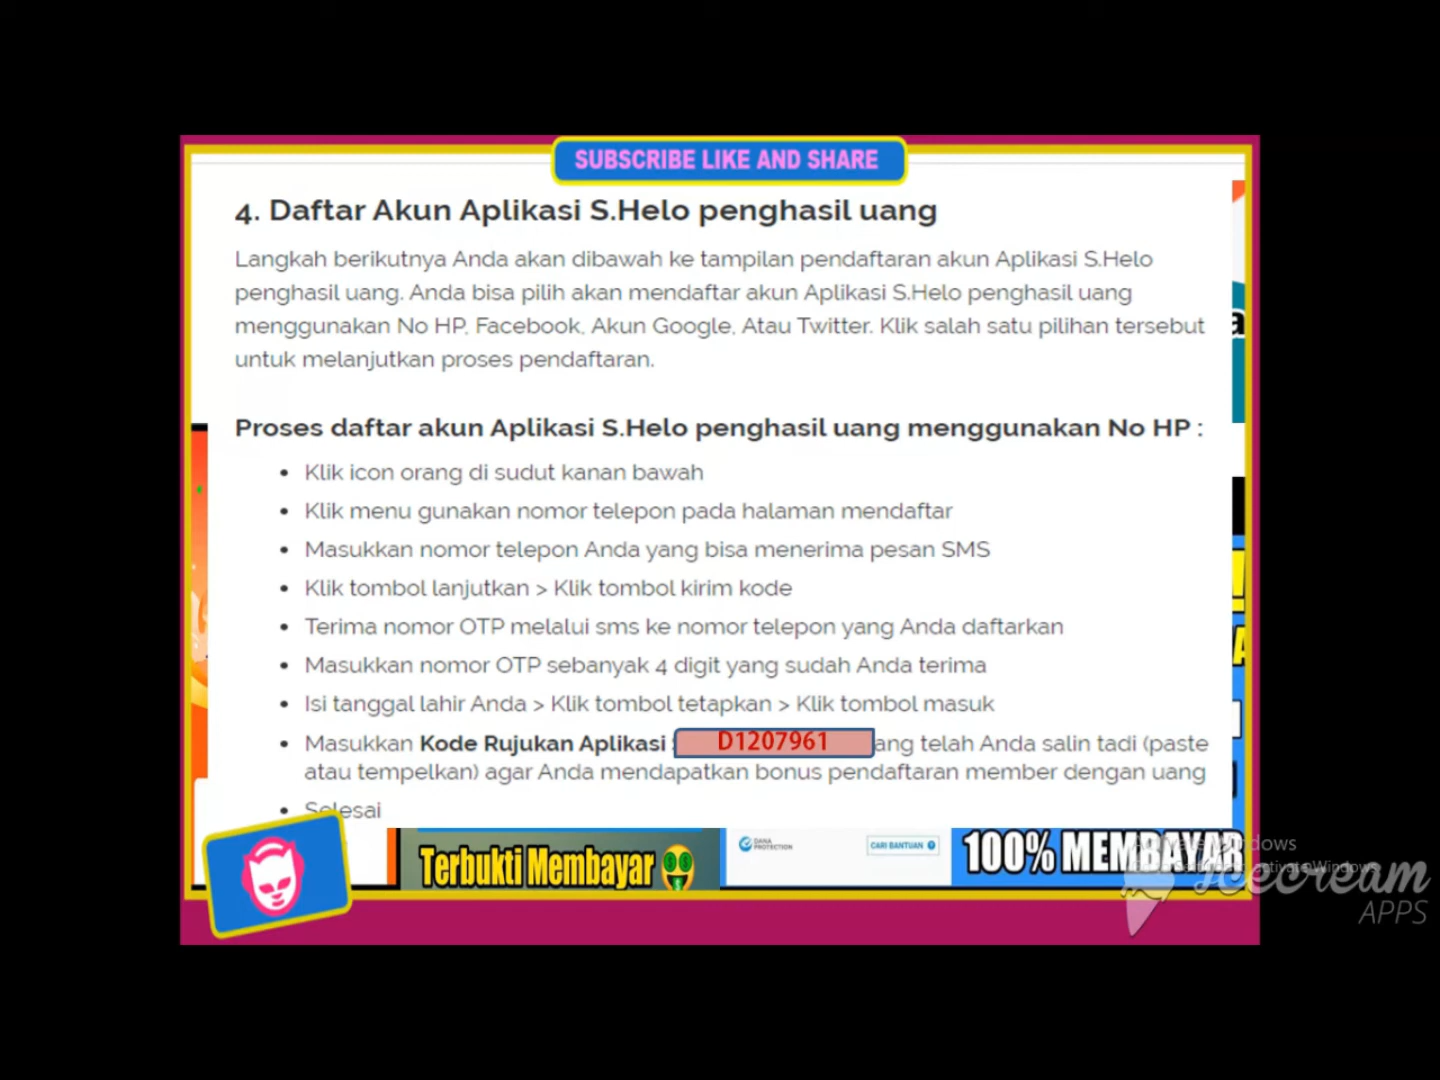 SUBSCRIBE LIKE AND SHARE
4. Daftar Akun Aplikasi S.Helo penghasil uang
Langkah berikutnya Anda akan dibawah ke tampilan pendaftaran akun Aplikasi S.Helo
penghasil uang. Anda bisa pilih akan mendaftar akun Aplikasi S.Helo penghasil uang
menggunakan No HP, Facebook, Akun Google, Atau Twitter. Klik salah satu pilihan tersebut
untuk melanjutkan proses pendaftaran.
Proses daftar akun Aplikasi S.Helo penghasil uang menggunakan No HP :
• Klik icon orang di sudut kanan bawah
• Klik menu gunakan nomor telepon pada halaman mendaftar
• Masukkan nomor telepon Anda yang bisa menerima pesan SMS
• Klik tombol lanjutkan > Klik tombol kirim kode
• Terima nomor OTP melalui sms ke nomor telepon yang Anda daftarkan
• Masukkan nomor OTP sebanyak 4 digit yang sudah Anda terima
• Isi tanggal lahir Anda > Klik tombol tetapkan > Klik tombol masuk
• Masukkan Kode Rujukan Aplikasi D1207961 ang telah Anda salin tadi (paste
atau tempelkan) agar Anda mendapatkan bonus pendaftaran member dengan uang
• Selesai
Terbukti Membayar
DANA PROTECTION
CARI BANTUAN
100% MEMBAYAR
Icecream
APPS